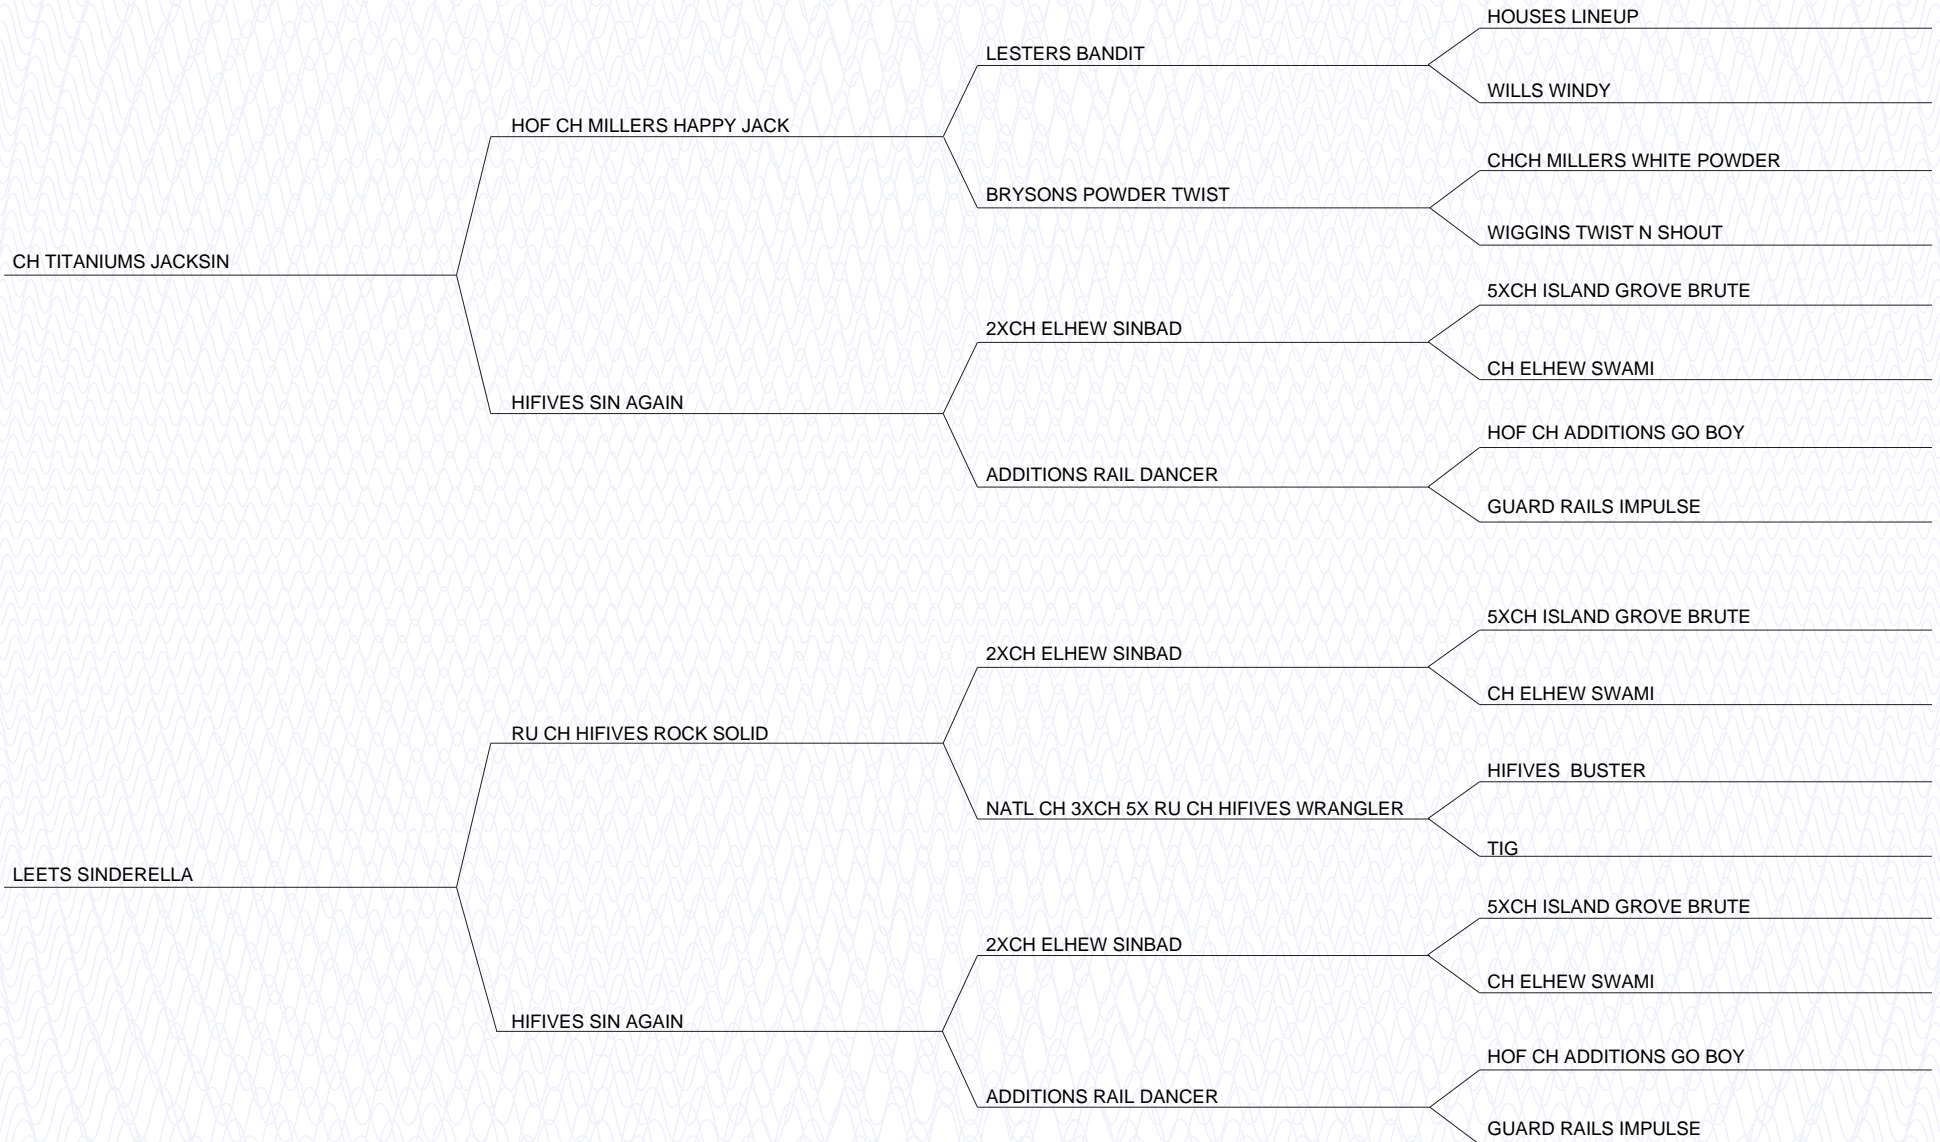 HOUSES LINEUP
LESTERS BANDIT
WILLS WINDY
HOF CH MILLERS HAPPY JACK
CHCH MILLERS WHITE POWDER
BRYSONS POWDER TWIST
WIGGINS TWIST N SHOUT
CH TITANIUMS JACKSIN
5XCH ISLAND GROVE BRUTE
2XCH ELHEW SINBAD
CH ELHEW SWAMI
HIFIVES SIN AGAIN
HOF CH ADDITIONS GO BOY
ADDITIONS RAIL DANCER
GUARD RAILS IMPULSE
5XCH ISLAND GROVE BRUTE
2XCH ELHEW SINBAD
CH ELHEW SWAMI
RU CH HIFIVES ROCK SOLID
HIFIVES  BUSTER
NATL CH 3XCH 5X RU CH HIFIVES WRANGLER
TIG
LEETS SINDERELLA
5XCH ISLAND GROVE BRUTE
2XCH ELHEW SINBAD
CH ELHEW SWAMI
HIFIVES SIN AGAIN
HOF CH ADDITIONS GO BOY
ADDITIONS RAIL DANCER
GUARD RAILS IMPULSE